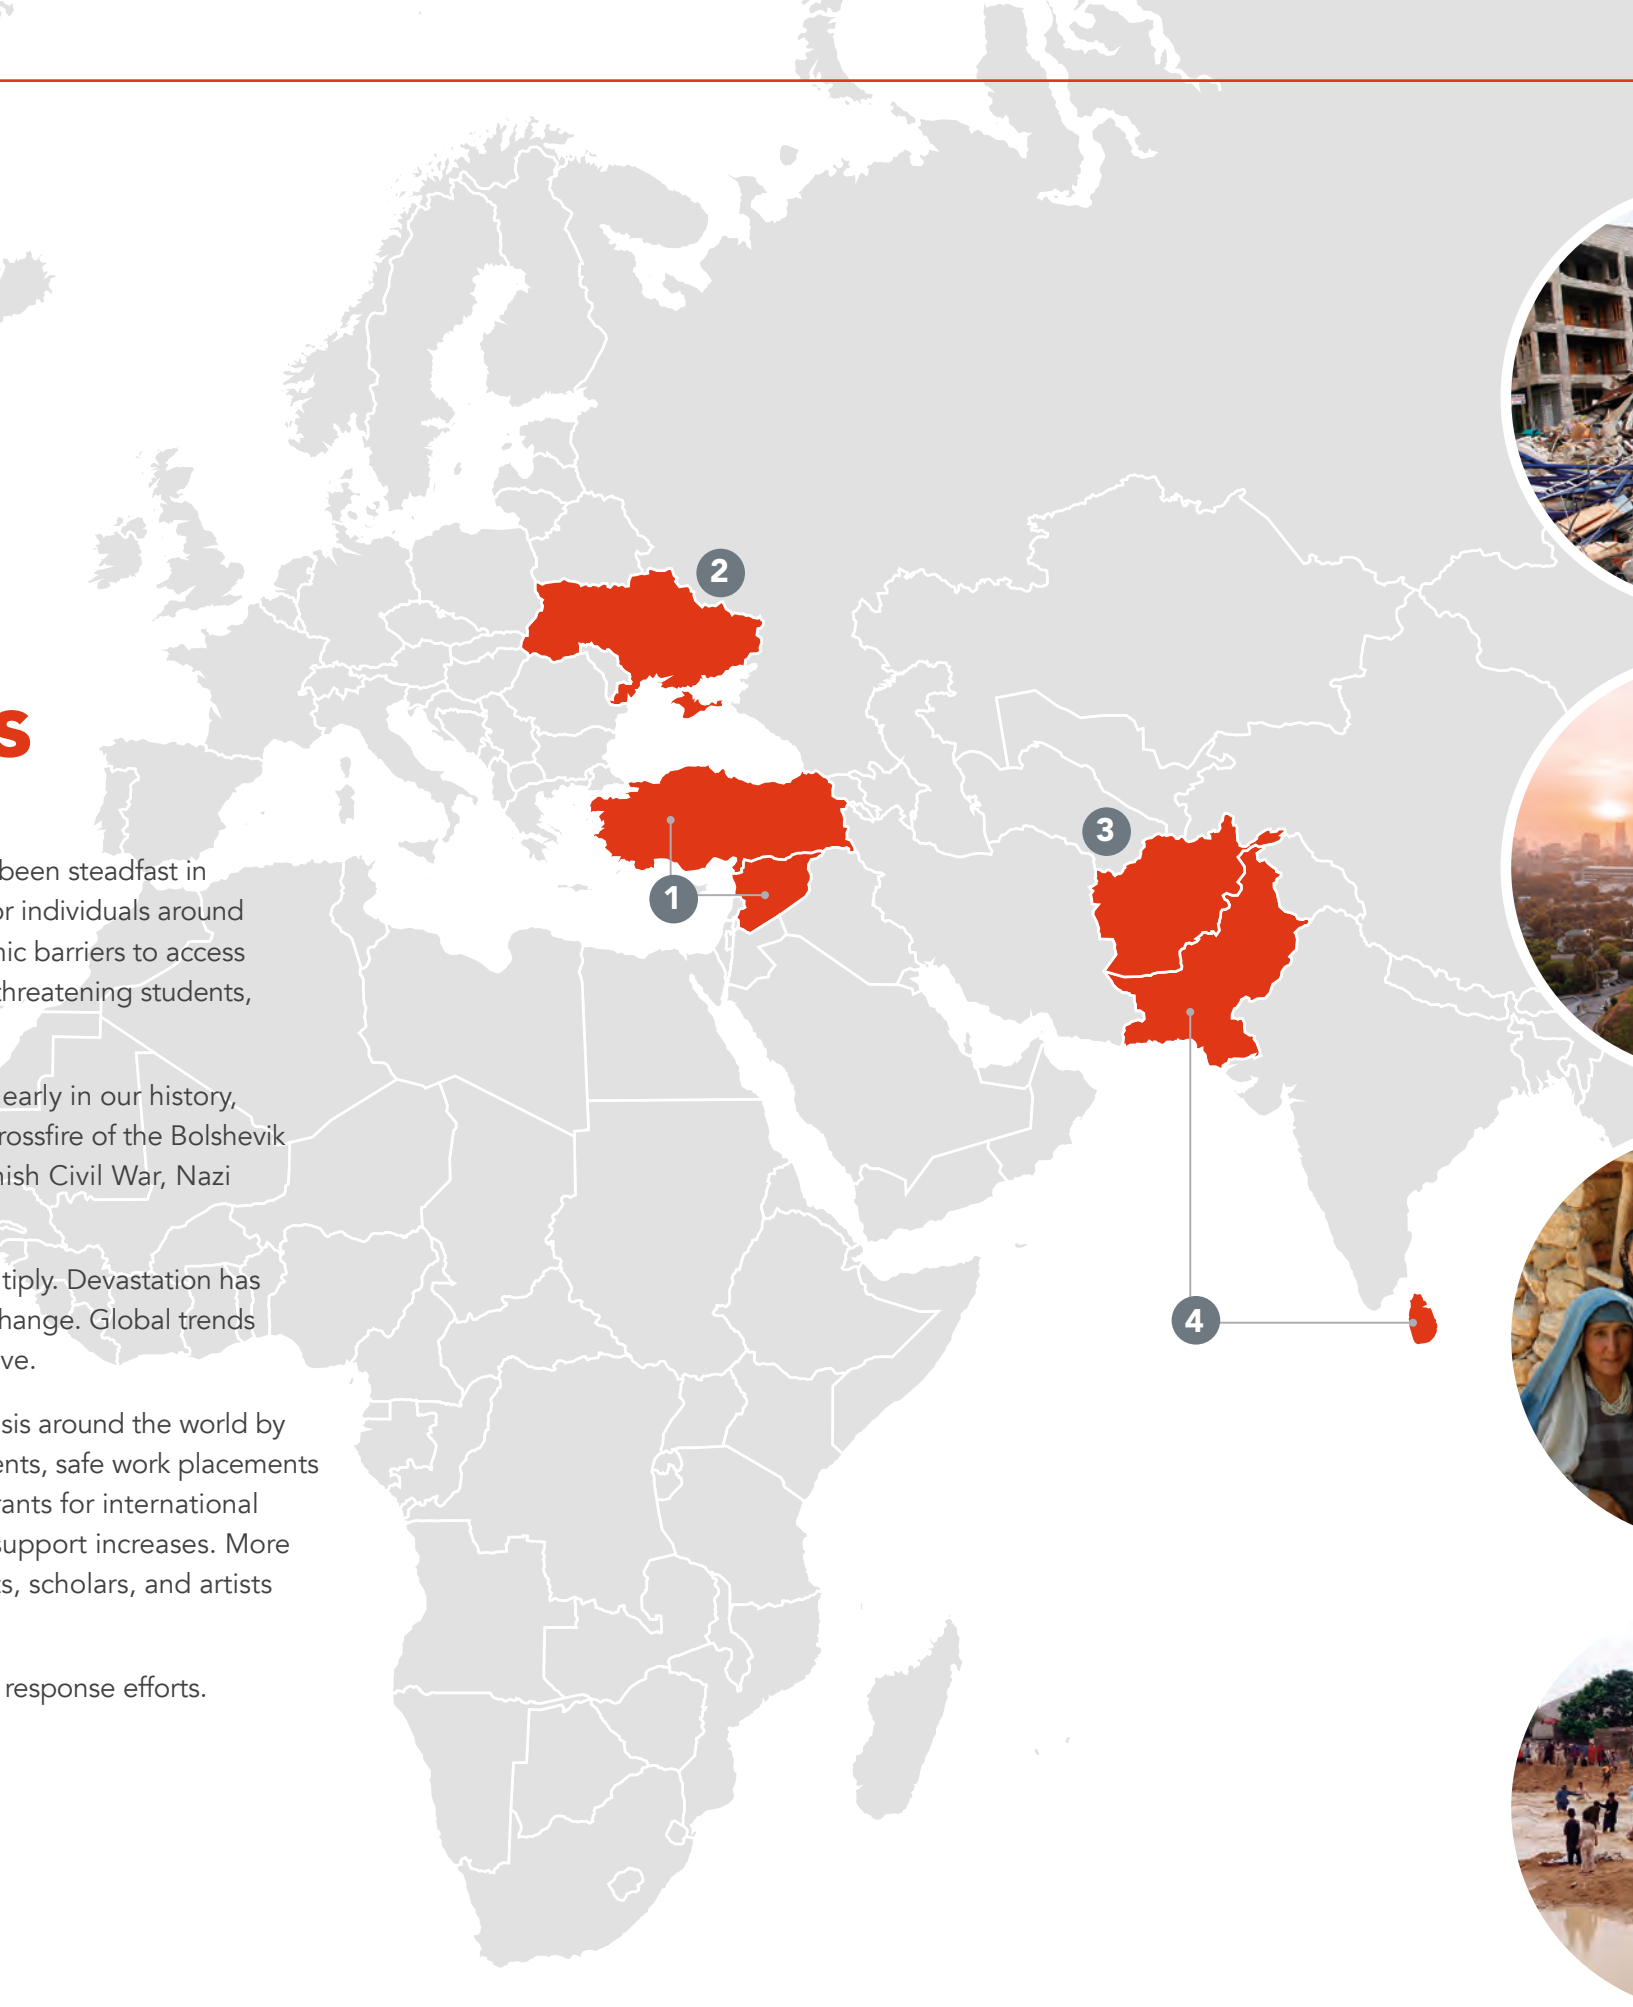 s
been steadfast in
or individuals around
nic barriers to access
threatening students,
early in our history,
rossfire of the Bolshevik
nish Civil War, Nazi
tiply. Devastation has
hange. Global trends
ve.
sis around the world by
ents, safe work placements
rants for international
support increases. More
ts, scholars, and artists
response efforts.
2
3
1
4